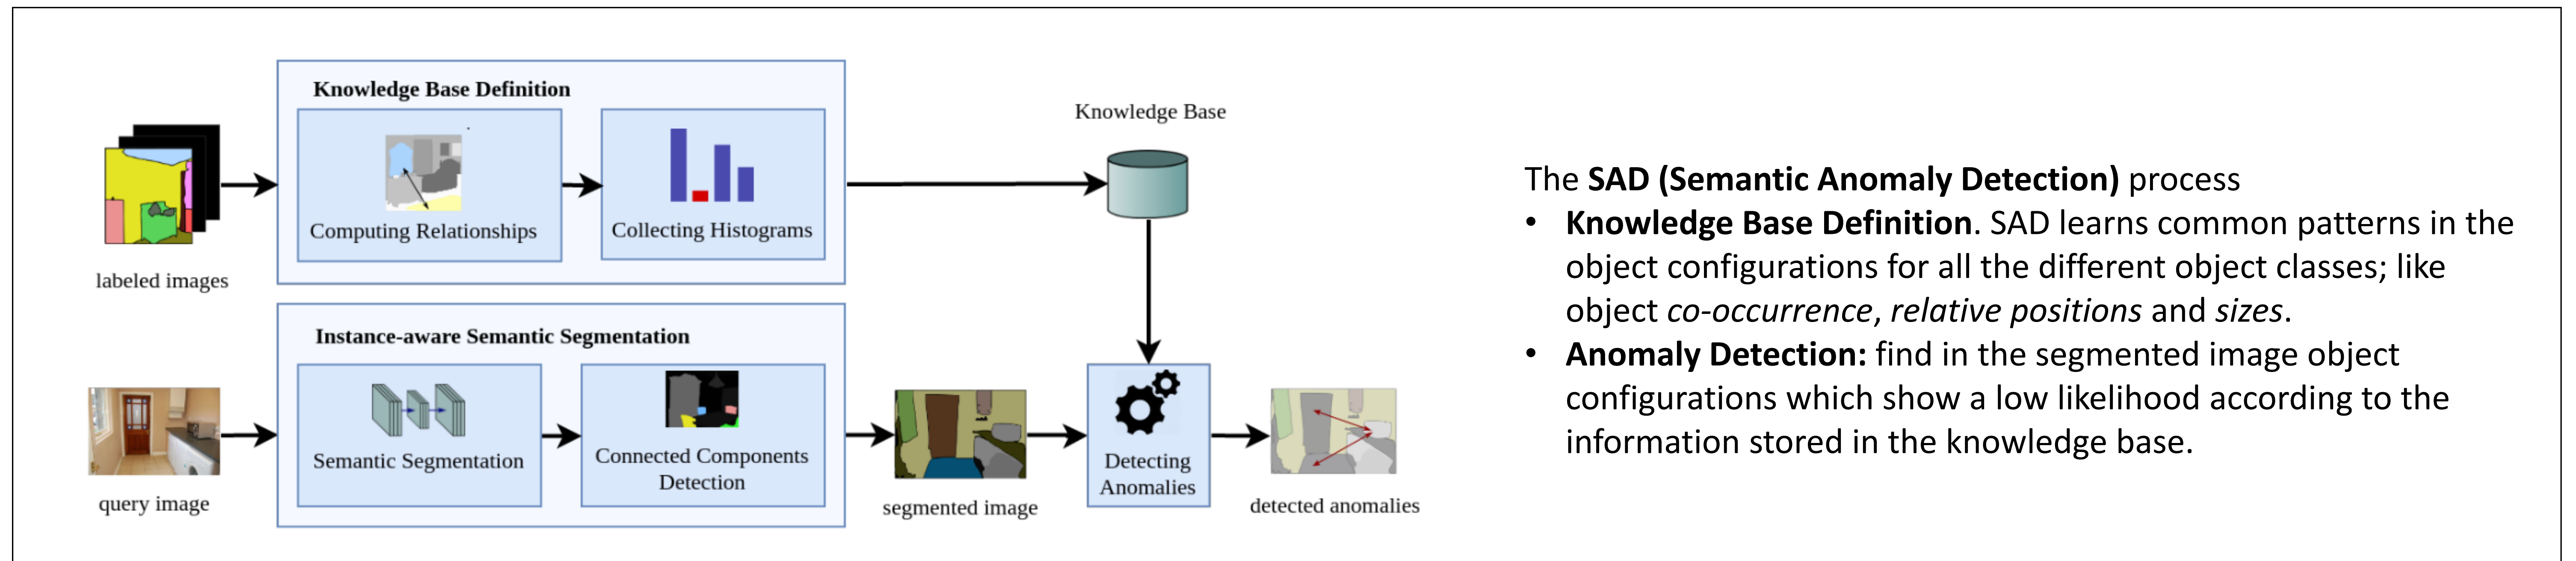 Knowledge Base Definition
Computing Relationships
Collecting Histograms
labeled images
Knowledge Base
Instance-aware Semantic Segmentation
Semantic Segmentation
Connected Components
Detection
query image
segmented image
Detecting
Anomalies
detected anomalies
The SAD (Semantic Anomaly Detection) process
• Knowledge Base Definition. SAD learns common patterns in the
object configurations for all the different object classes; like
object co-occurrence, relative positions and sizes.
• Anomaly Detection: find in the segmented image object
configurations which show a low likelihood according to the
information stored in the knowledge base.